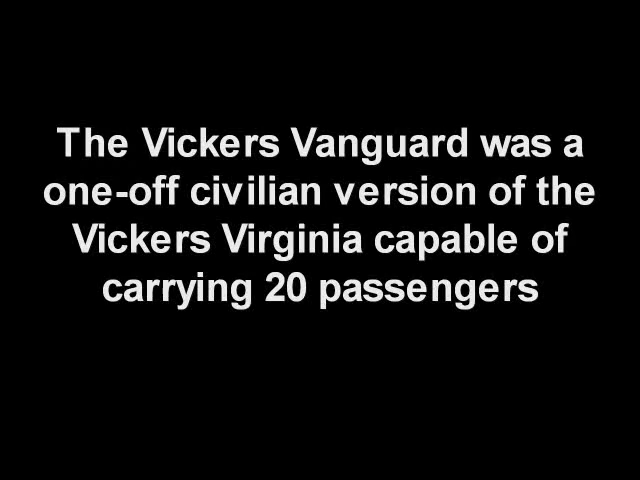 The Vickers Vanguard was a
one-off civilian version of the
Vickers Virginia capable of
carrying 20 passengers